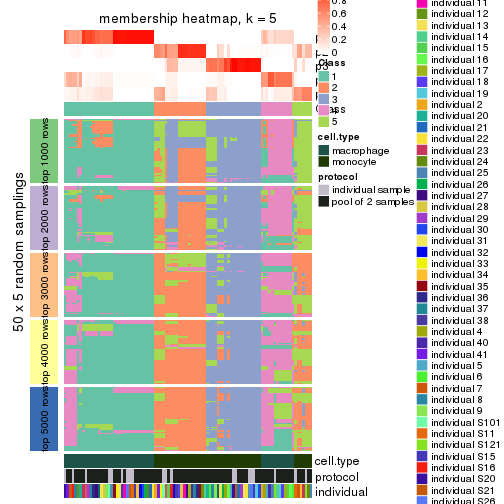 membership heatmap, k = 5
50 x 5 random samplings
top 1000 rows
top 2000 rows
top 3000 rows
top 4000 rows
top 5000 rows
0.8
0.6
0.4
0.2
0
Class
1
2
3
4
5
cell.type
macrophage
monocyte
protocol
individual sample
pool of 2 samples
cell.type
protocol
individual
individual 11
individual 12
individual 13
individual 14
individual 15
individual 16
individual 17
individual 18
individual 19
individual 2
individual 20
individual 21
individual 22
individual 23
individual 24
individual 25
individual 26
individual 27
individual 28
individual 29
individual 30
individual 31
individual 32
individual 33
individual 34
individual 35
individual 36
individual 37
individual 38
individual 4
individual 40
individual 41
individual 5
individual 6
individual 7
individual 8
individual 9
individual S101
individual S11
individual S121
individual S15
individual S16
individual S20
individual S22
individual S26